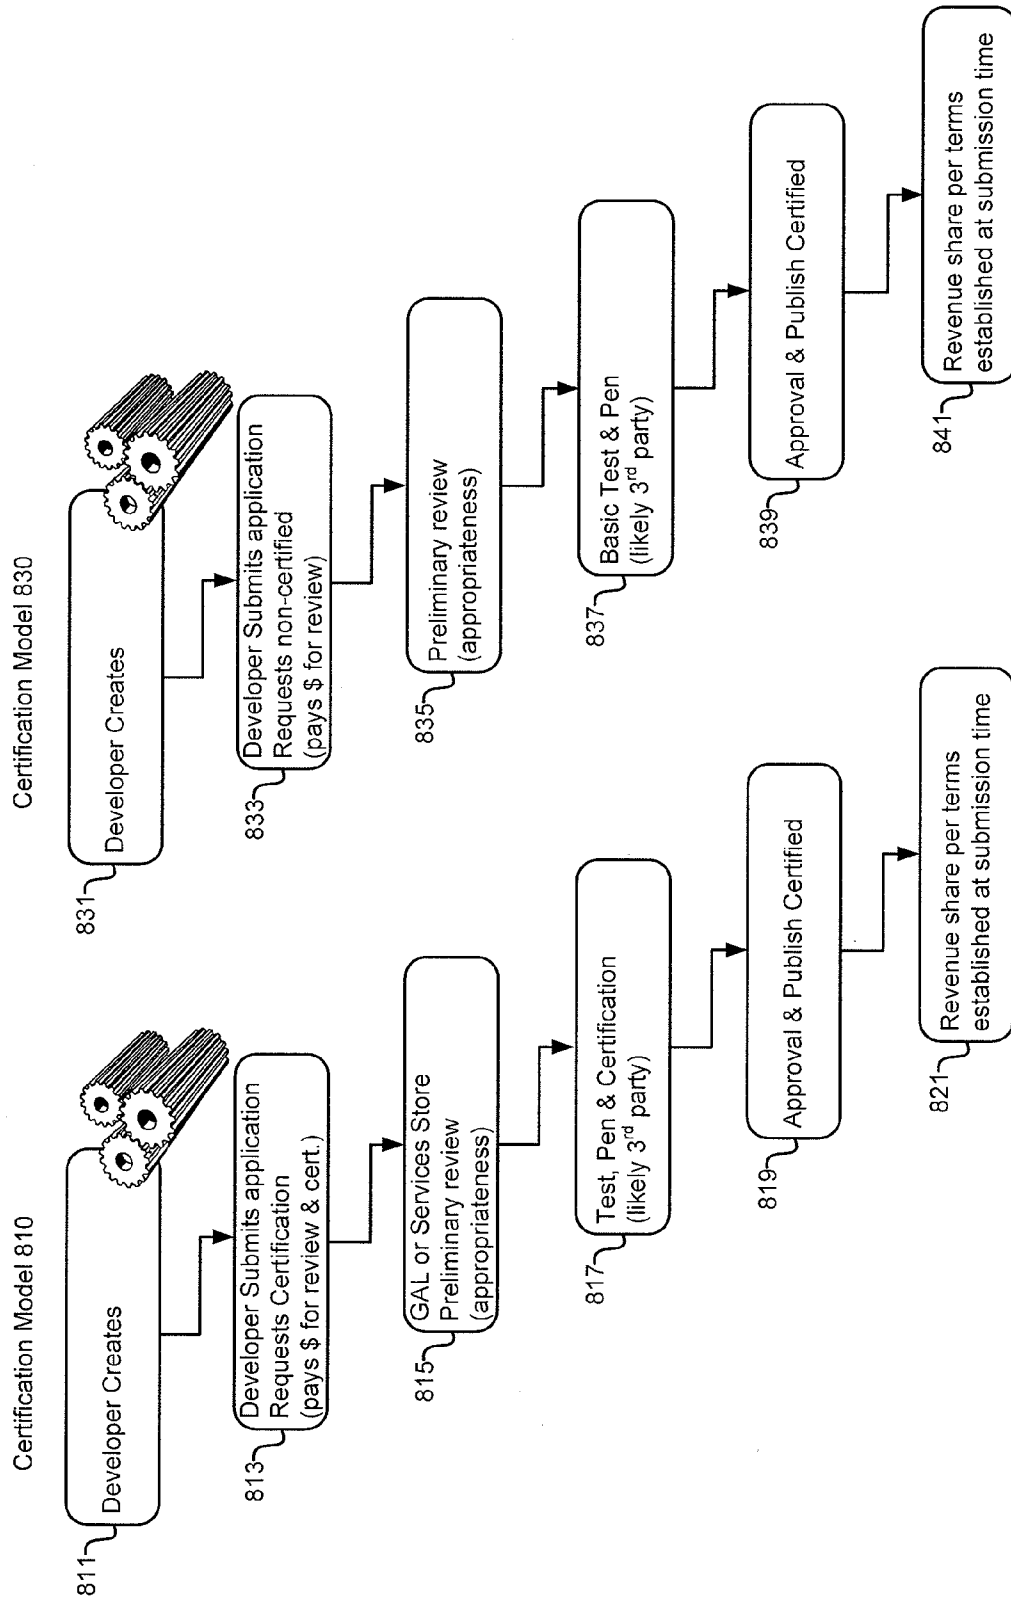 Certification Model 810
811
Developer Creates
813
Developer Submits application
Requests Certification
(pays $ for review & cert.)
815
GAL or Services Store
Preliminary review
(appropriateness)
817
Test, Pen & Certification
(likely 3rd party)
819
Approval & Publish Certified
821
Revenue share per terms
established at submission time
Certification Model 830
831
Developer Creates
833
Developer Submits application
Requests non-certified
(pays $ for review)
835
Preliminary review
(appropriateness)
837
Basic Test & Pen
(likely 3rd party)
839
Approval & Publish Certified
841
Revenue share per terms
established at submission time